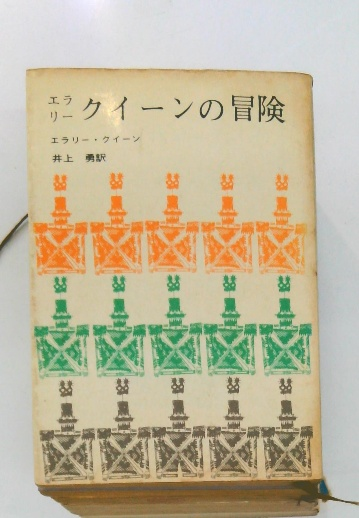 エラリー クイーンの冒険
エラリー・クイーン
井上 勇訳